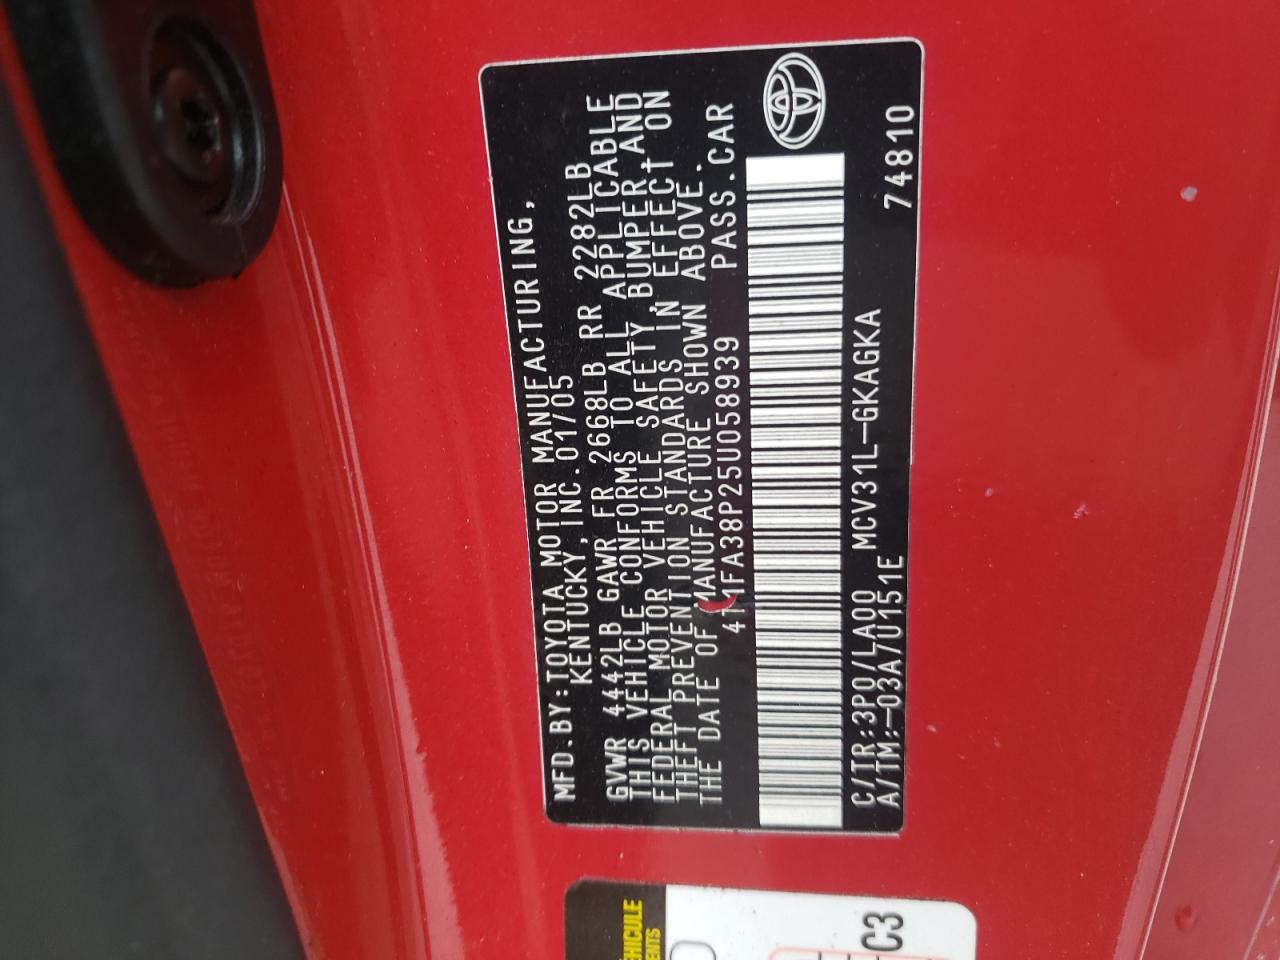 MFD.BY:TOYOTA MOTOR MANUFACTURING,
KENTUCKY,INC.01/05
GVWR 4442LB GAWR FR 2668LB RR 2282LB
THIS VEHICLE CONFORMS TO ALL APPLICABLE
FEDERAL MOTOR VEHICLE SAFETY,BUMPER,AND
THEFT PREVENTION STANDARDS IN EFFECT ON
THE DATE OF MANUFACTURE SHOWN ABOVE.
4T1FA38P25U058939 PASS.CAR
C/TR:3P0/LA00 MCV31L-GKAGKA
A/TM:-03A/U151E
74810
C3